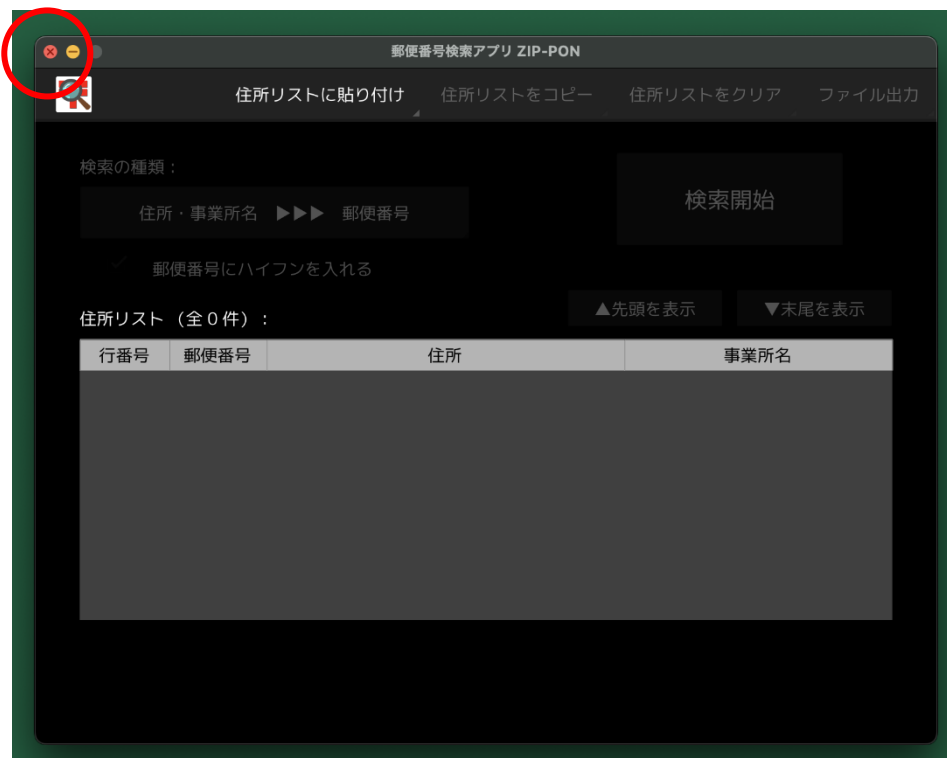 郵便番号検索アプリ ZIP-PON
住所リストに貼り付け 住所リストをコピー 住所リストをクリア ファイル出力
検索の種類：
住所・事業所名 ▶▶▶ 郵便番号
検索開始
郵便番号にハイフンを入れる
住所リスト（全０件）：
▲先頭を表示 ▼末尾を表示
行番号 郵便番号 住所 事業所名